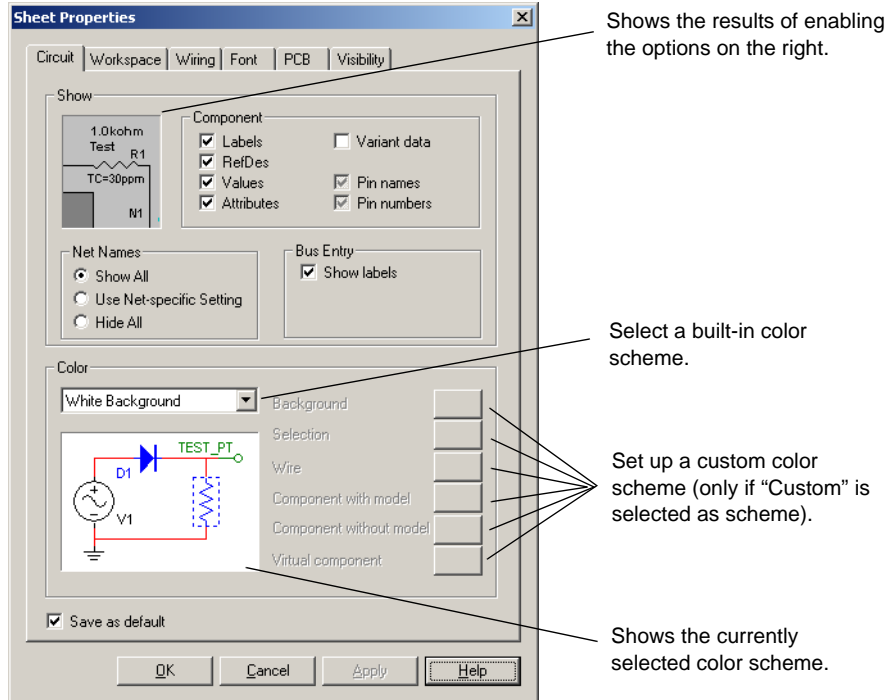 Sheet Properties
Circuit Workspace Wiring Font PCB Visibility
Show
1.0kohm
Test
R1
TC=30ppm
N1
Component
Labels
Variant data
RefDes
Values
Pin names
Attributes
Pin numbers
Net Names
Show All
Use Net-specific Setting
Hide All
Bus Entry
Show labels
Color
White Background
Background
Selection
Wire
Component with model
Component without model
Virtual component
TEST_PT
D1
V1
Save as default
OK Cancel Apply Help
Shows the results of enabling
the options on the right.
Select a built-in color
scheme.
Set up a custom color
scheme (only if “Custom” is
selected as scheme).
Shows the currently
selected color scheme.